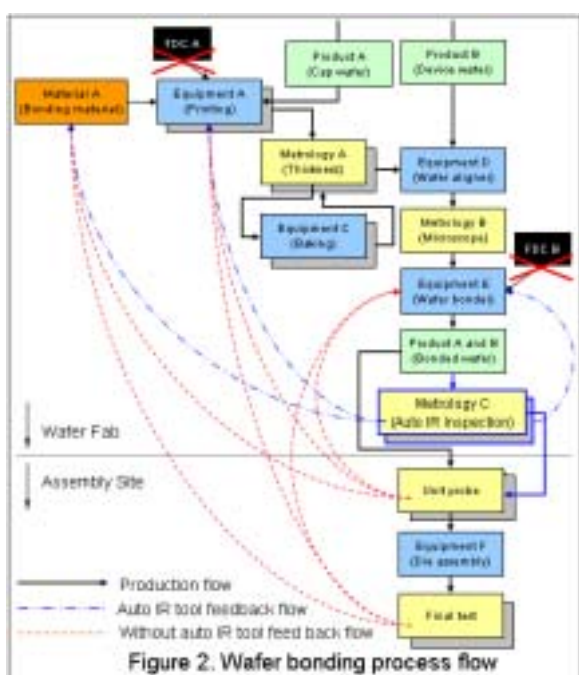 FDC A
Product A
(Cap wafer)
Product B
(Device wafer)
Material A
(Bonding material)
Equipment A
(Printing)
Metrology A
(Thickness)
Equipment D
(Wafer aligner)
Equipment C
(Baking)
Metrology B
(Microscope)
FDC B
Equipment E
(Wafer bonder)
Product A and B
(Bonded wafer)
Metrology C
(Auto IR Inspection)
Wafer Fab
Assembly Site
Unit probe
Equipment F
(Die assembly)
Final test
Production flow
Auto IR tool feedback flow
Without auto IR tool feed back flow
Figure 2. Wafer bonding process flow